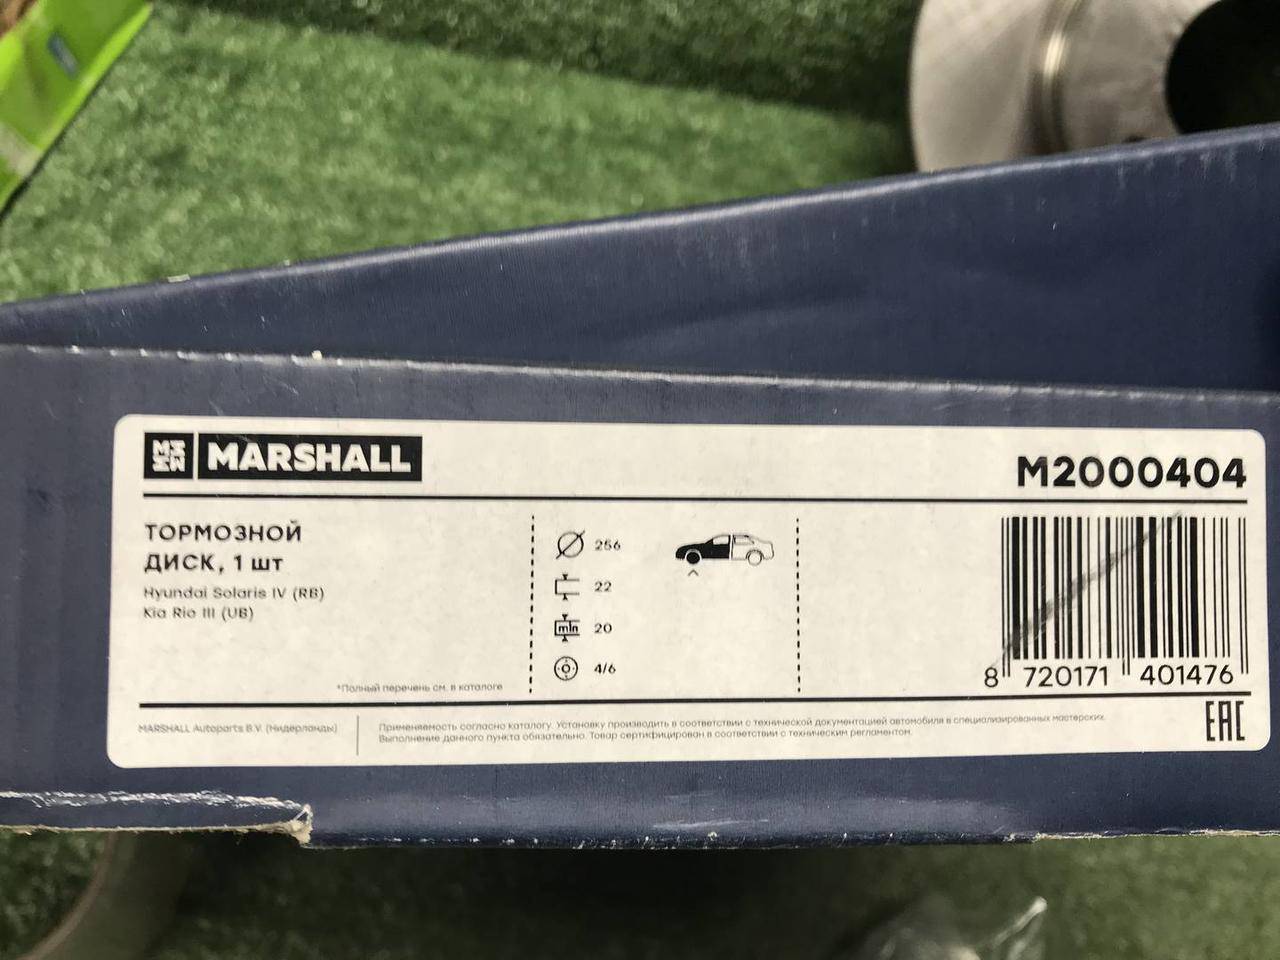 MARSHALL
M2000404
ТОРМОЗНОЙ
ДИСК, 1 шт
Hyundai Solaris IV (RB)
Kia Rio III (UB)
*Полный перечень см. в каталоге
256
22
min 20
4/6
8 720171 401476
MARSHALL Autoparts B.V. (Нидерланды)
Применяемость согласно каталогу. Установку производить в соответствии с технической документацией автомобиля в специализированных мастерских.
Выполнение данного пункта обязательно. Товар сертифицирован в соответствии с техническим регламентом.
EAC